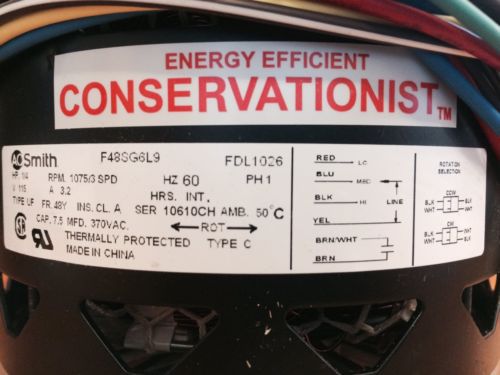 ENERGY EFFICIENT
CONSERVATIONIST™
AO Smith F48SG6L9 FDL1026
HP. 1/4 RPM. 1075/3 SPD HZ 60 PH 1
V 115 A 3.2 HRS. INT.
TYPE UF FR. 48Y INS. CL. A SER 10610CH AMB. 50°C
CAP. 7.5 MFD. 370VAC. ROT
THERMALLY PROTECTED TYPE C
MADE IN CHINA
RED LO
BLU MED
BLK HI
LINE
YEL
BRN/WHT
BRN
ROTATION
SELECTION
CCW
BLK BLK
WHT WHT
CW
BLK WHT
WHT BLK